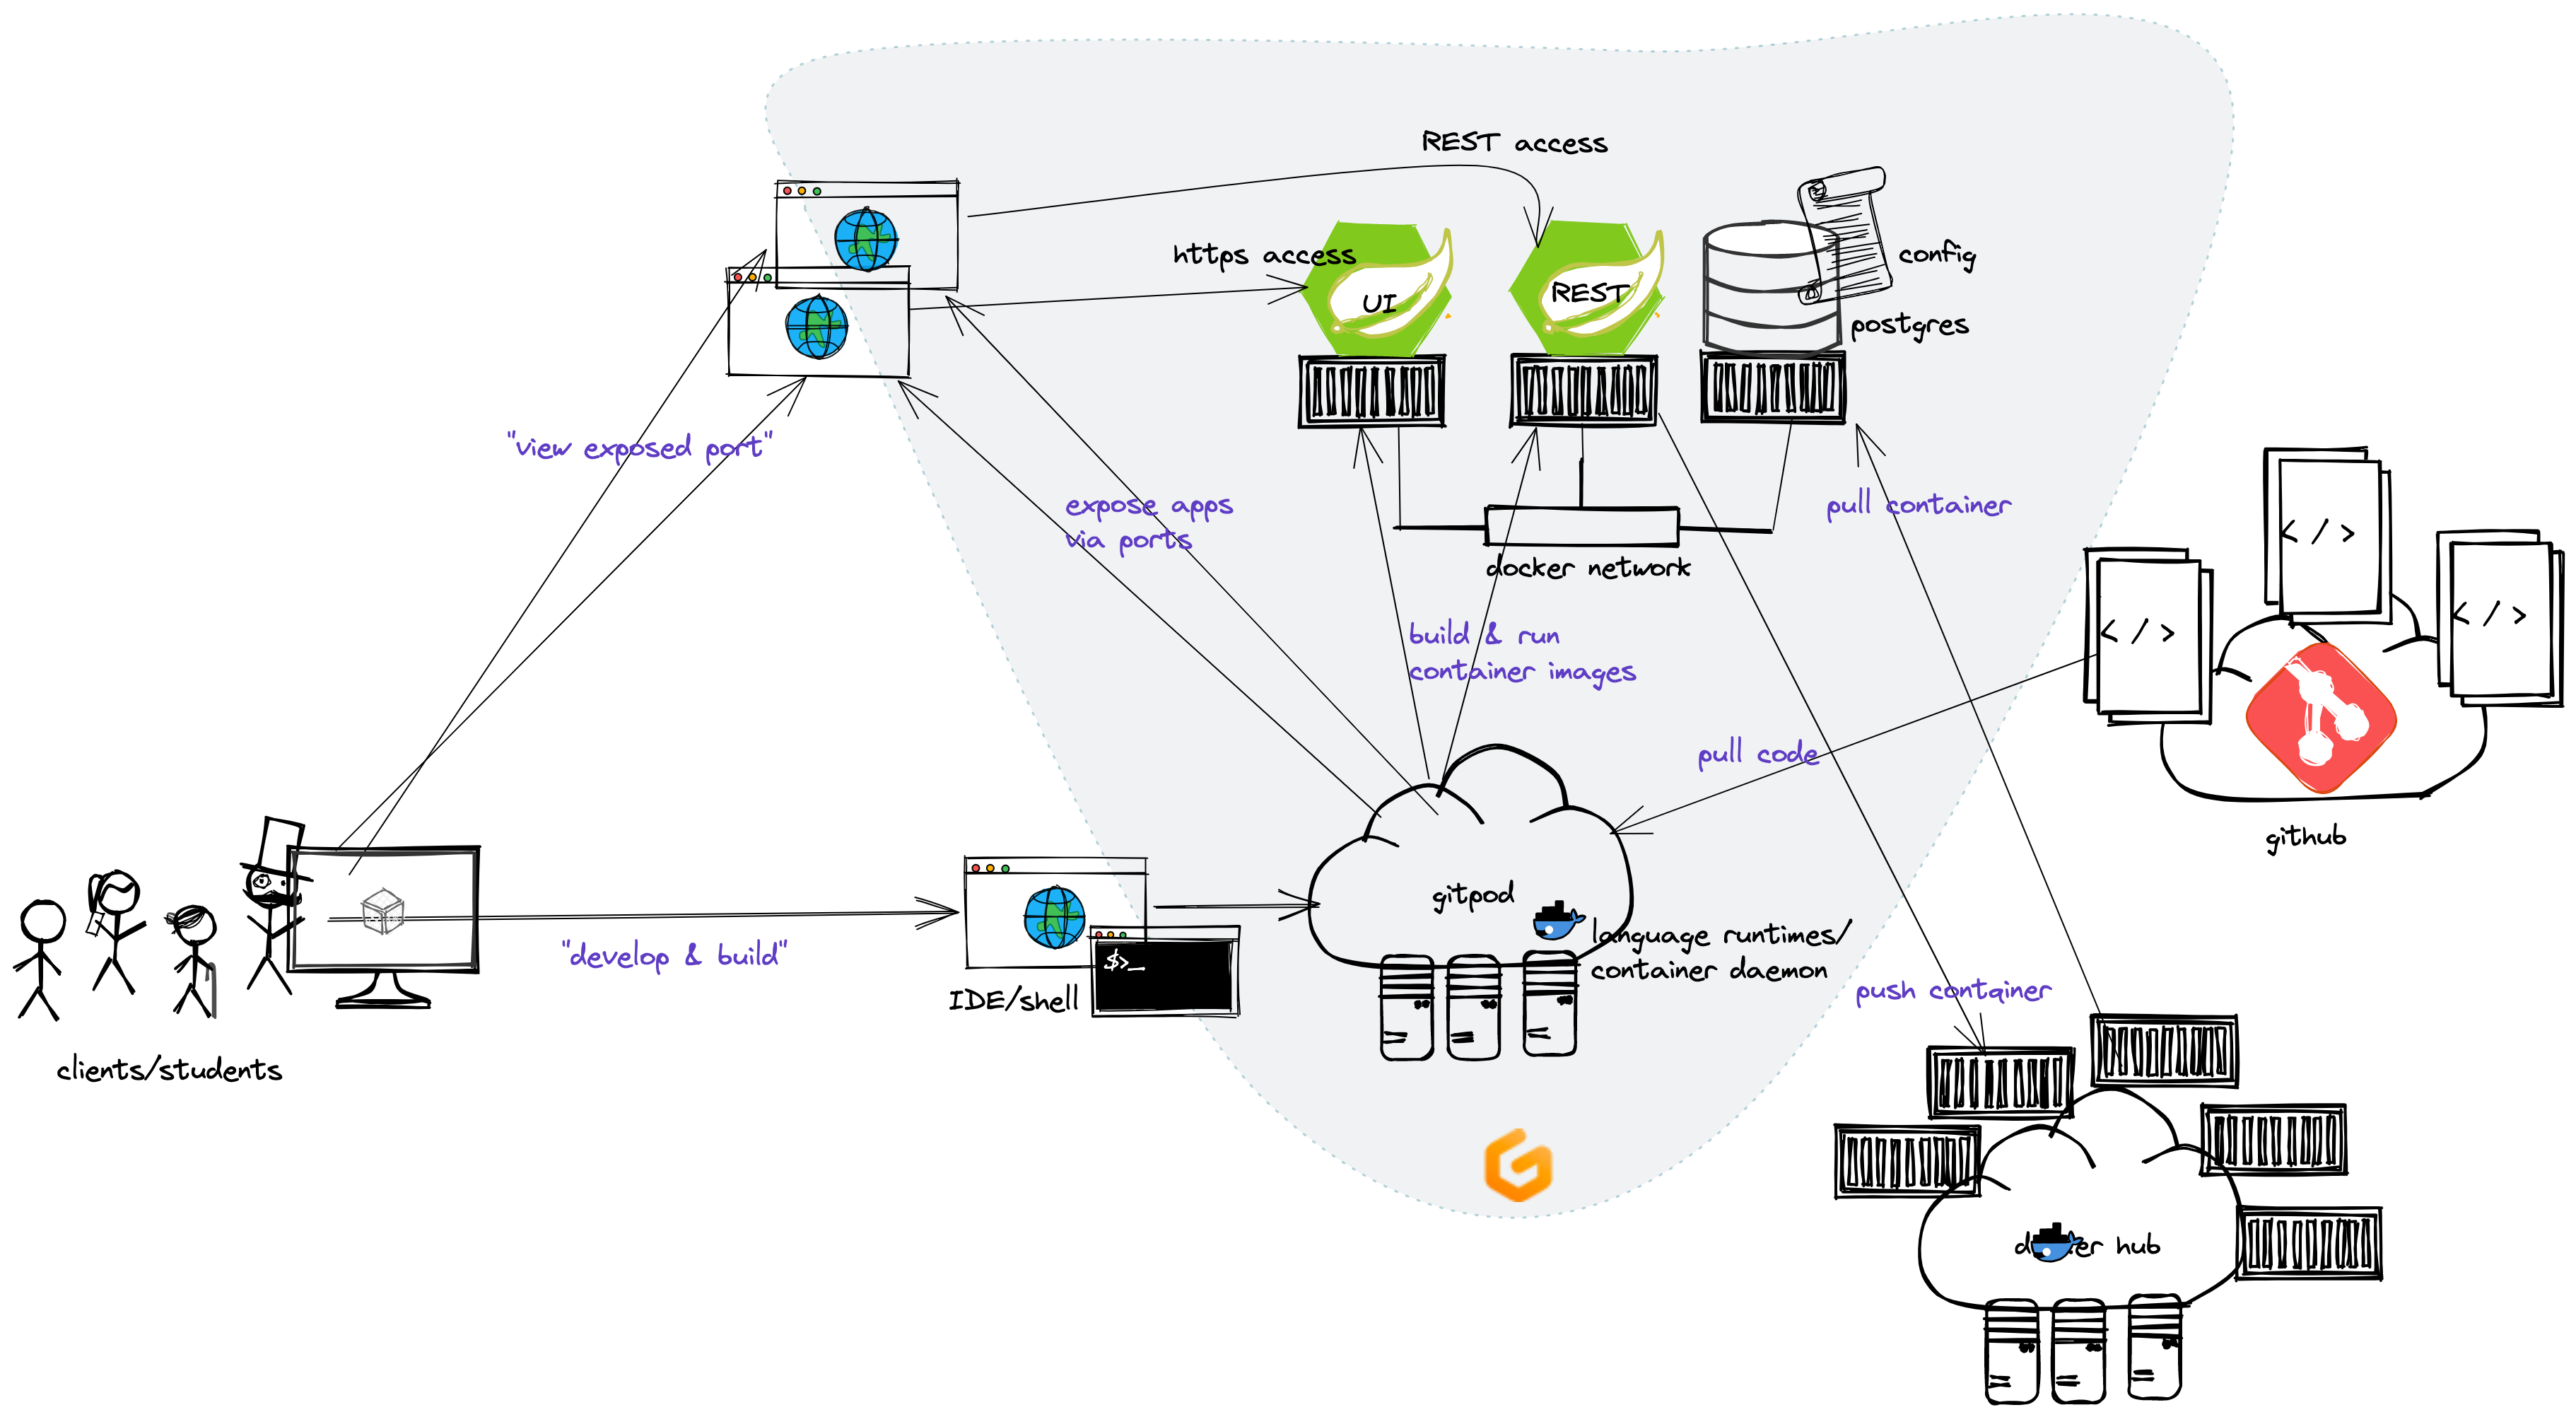 REST access
https access
config
UI
REST
postgres
"view exposed port"
expose apps
via ports
pull container
docker network
< / >
< / >
< / >
build & run
container images
pull code
github
gitpod
language runtimes/
container daemon
"develop & build"
$>_
IDE/shell
push container
clients/students
hub